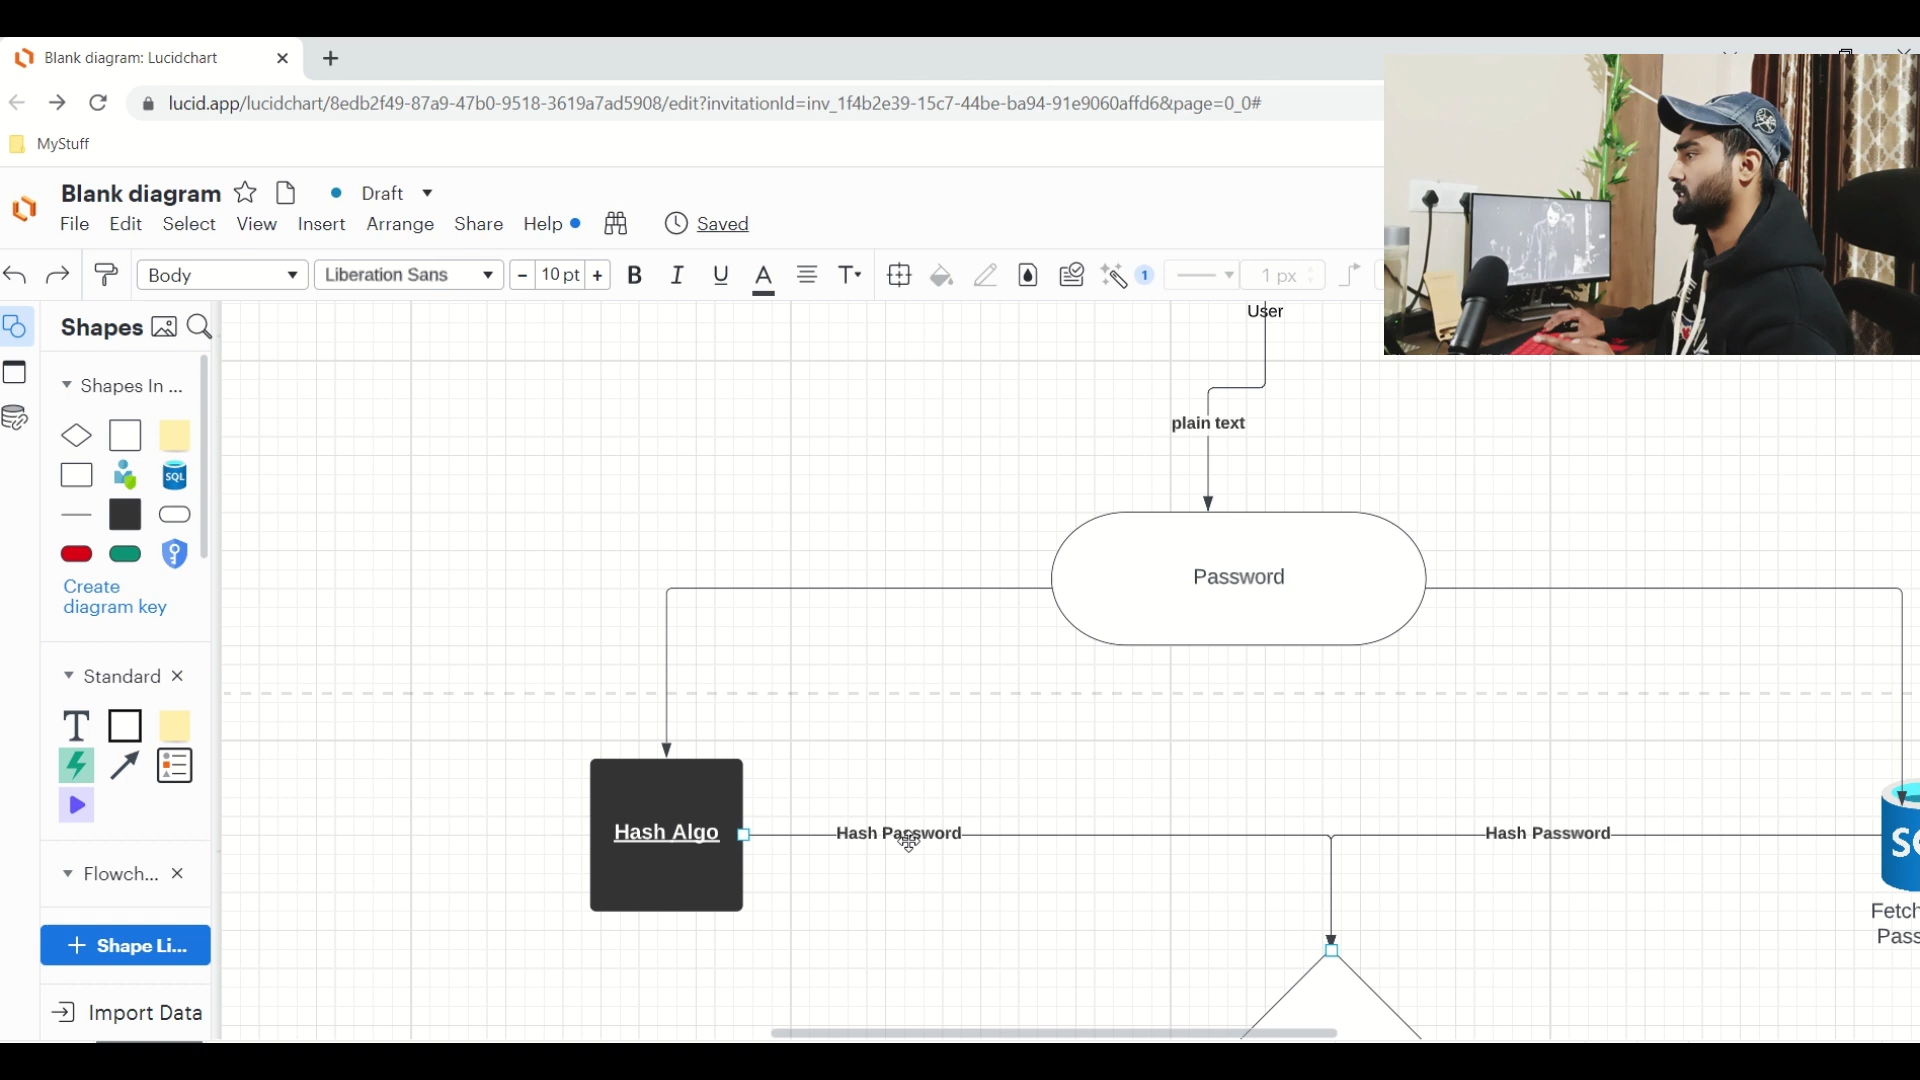 Blank diagram: Lucidchart
lucid.app/lucidchart/8edb2f49-87a9-47b0-9518-3619a7ad5908/edit?invitationId=inv_1f4b2e39-15c7-44be-ba94-91e9060affd6&page=0_0#
MyStuff
Blank diagram
Draft
File Edit Select View Insert Arrange Share Help
Saved
Body
Liberation Sans
- 10 pt +
B I U A T
1
1 px
Shapes
Shapes In ...
SQL
Create
diagram key
Standard
T
Flowch...
+ Shape Li...
Import Data
User
plain text
Password
Hash Algo
Hash Password
Hash Password
Fetch
Pass